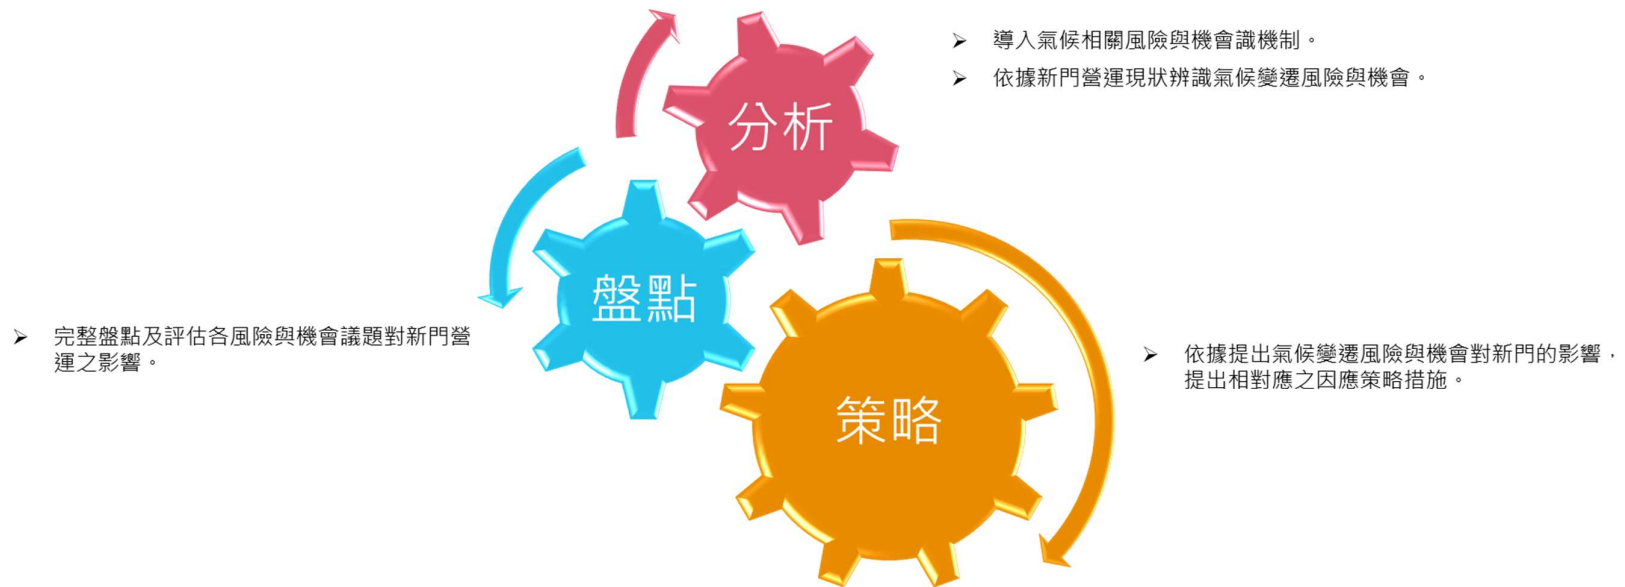 ➢ 導入氣候相關風險與機會識機制。
➢ 依據新門營運現狀辨識氣候變遷風險與機會。
分析
盤點
➢ 完整盤點及評估各風險與機會議題對新門營
運之影響。
➢ 依據提出氣候變遷風險與機會對新門的影響，
提出相對應之因應策略措施。
策略